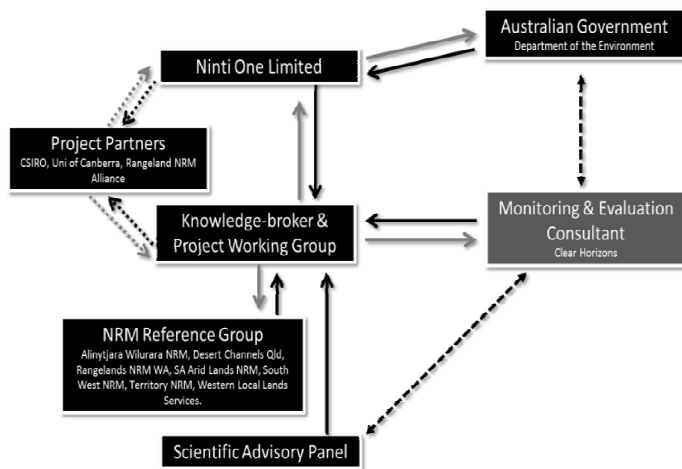 Australian Government
Department of the Environment
Ninti One Limited
Project Partners
CSIRO, Uni of Canberra, Rangeland NRM
Alliance
Knowledge-broker &
Project Working Group
Monitoring & Evaluation
Consultant
Clear Horizons
NRM Reference Group
Alinytjara Wilurara NRM, Desert Channels Qld,
Rangelands NRM WA, SA Arid Lands NRM, South
West NRM, Territory NRM, Western Local Lands
Services.
Scientific Advisory Panel